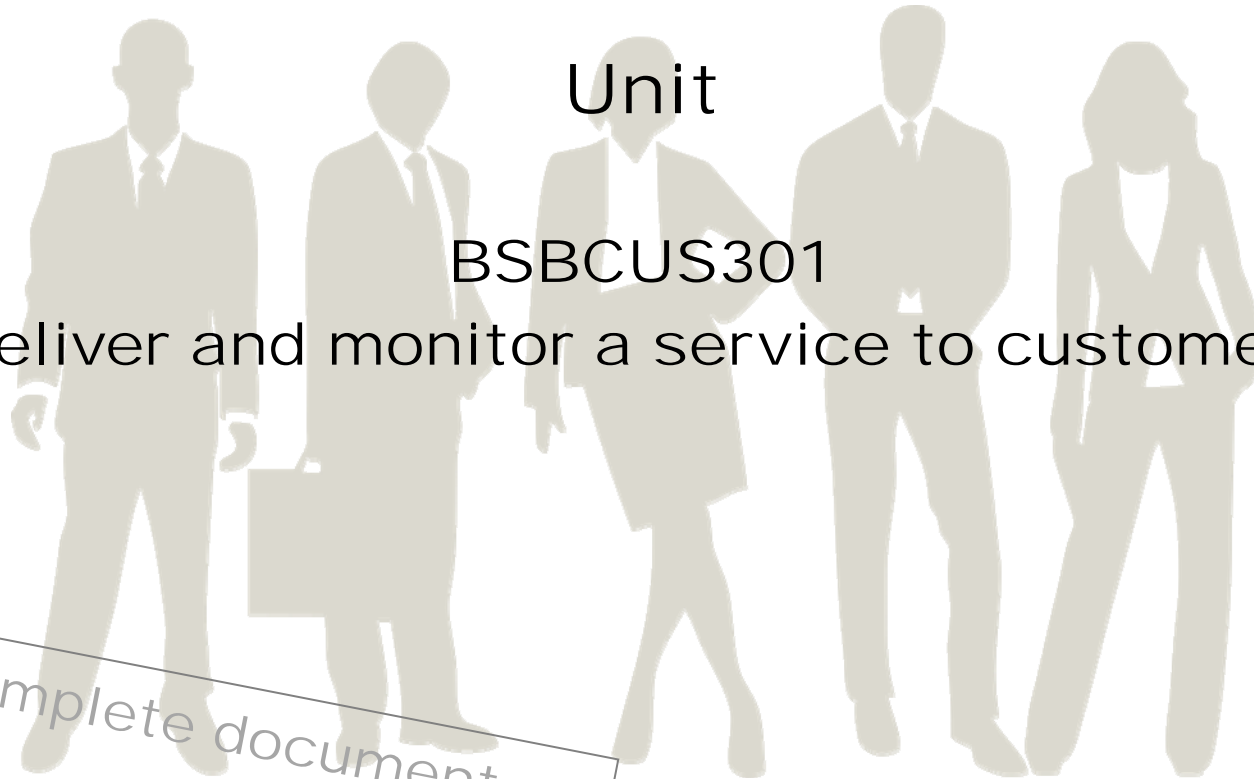 Unit
BSBCUS301
eliver and monitor a service to custome
mplete document